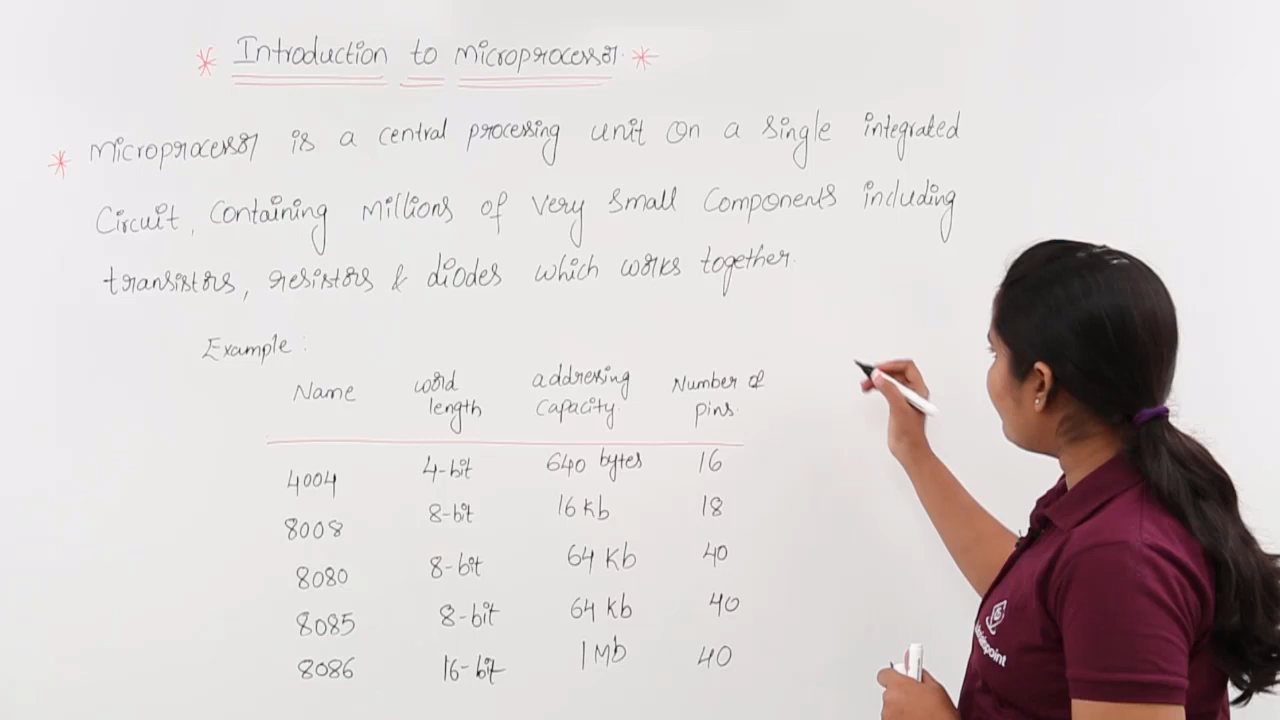 * Introduction to Microprocessor *
* Microprocessor is a central processing unit on a single integrated
Circuit, containing Millions of very small components including
transistors, resistors & diodes which works together.
Example :
Name word length addressing capacity. Number of pins.
4004 4-bit 640 bytes 16
8008 8-bit 16 Kb 18
8080 8-bit 64 Kb 40
8085 8-bit 64 Kb 40
8086 16-bit 1 Mb 40